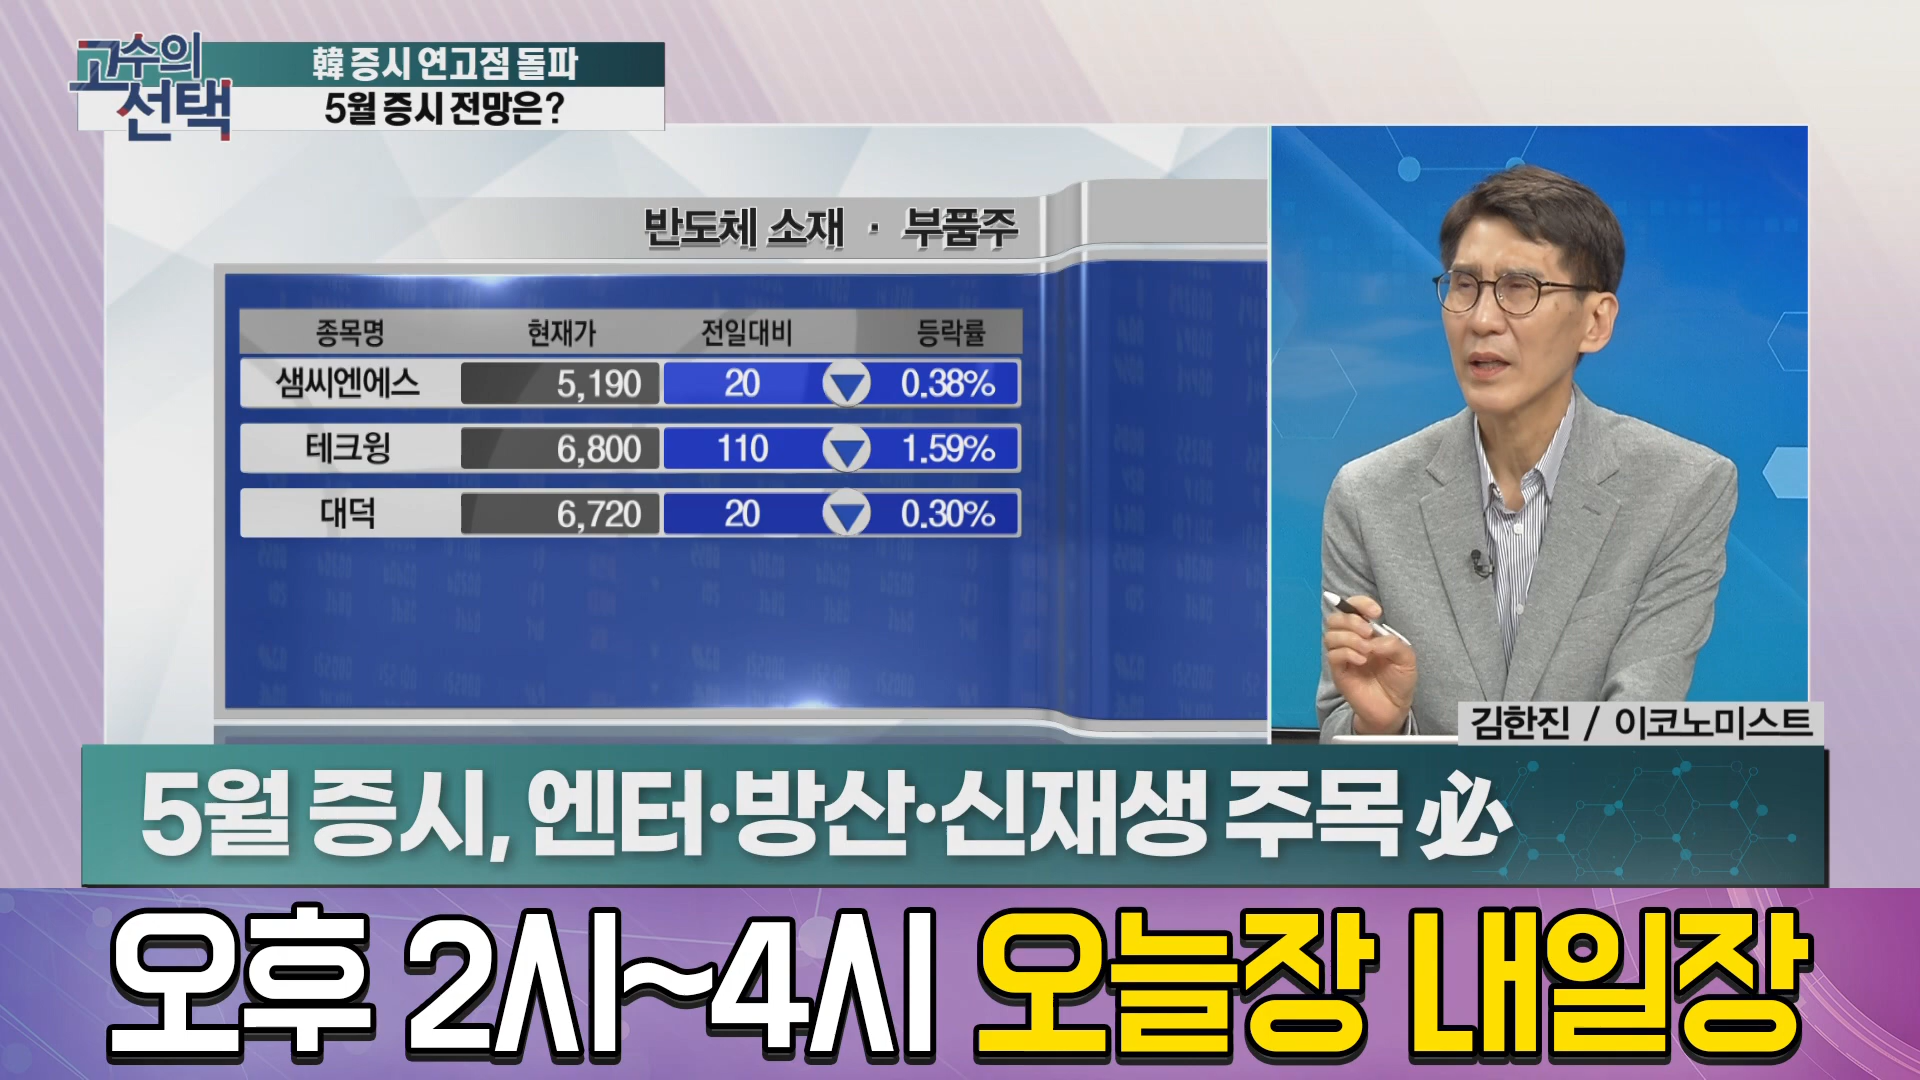 고수의
선택
韓 증시 연고점 돌파
5월 증시 전망은?
반도체 소재 · 부품주
종목명 현재가 전일대비 등락률
샘씨엔에스 5,190 20 ▼ 0.38%
테크윙 6,800 110 ▼ 1.59%
대덕 6,720 20 ▼ 0.30%
김한진 / 이코노미스트
5월 증시, 엔터·방산·신재생 주목 必
오후 2시~4시 오늘장 내일장